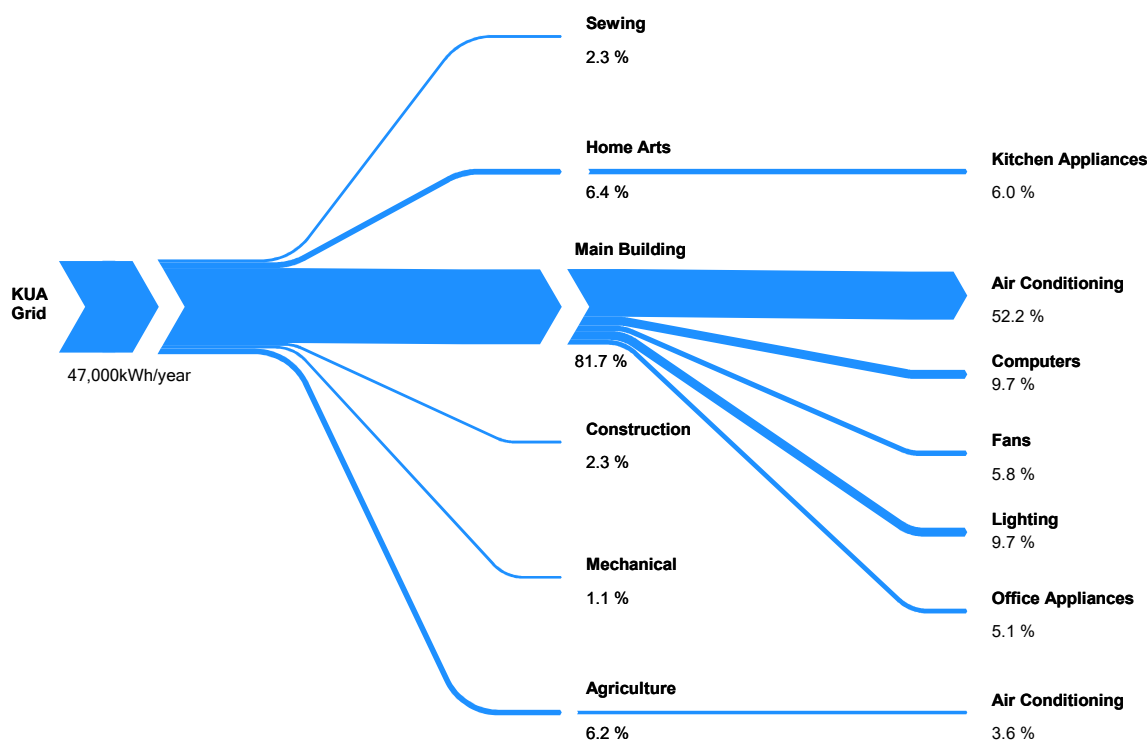 KUA
Grid
47,000kWh/year
Sewing
2.3 %
Home Arts
6.4 %
Main Building
81.7 %
Construction
2.3 %
Mechanical
1.1 %
Agriculture
6.2 %
Kitchen Appliances
6.0 %
Air Conditioning
52.2 %
Computers
9.7 %
Fans
5.8 %
Lighting
9.7 %
Office Appliances
5.1 %
Air Conditioning
3.6 %